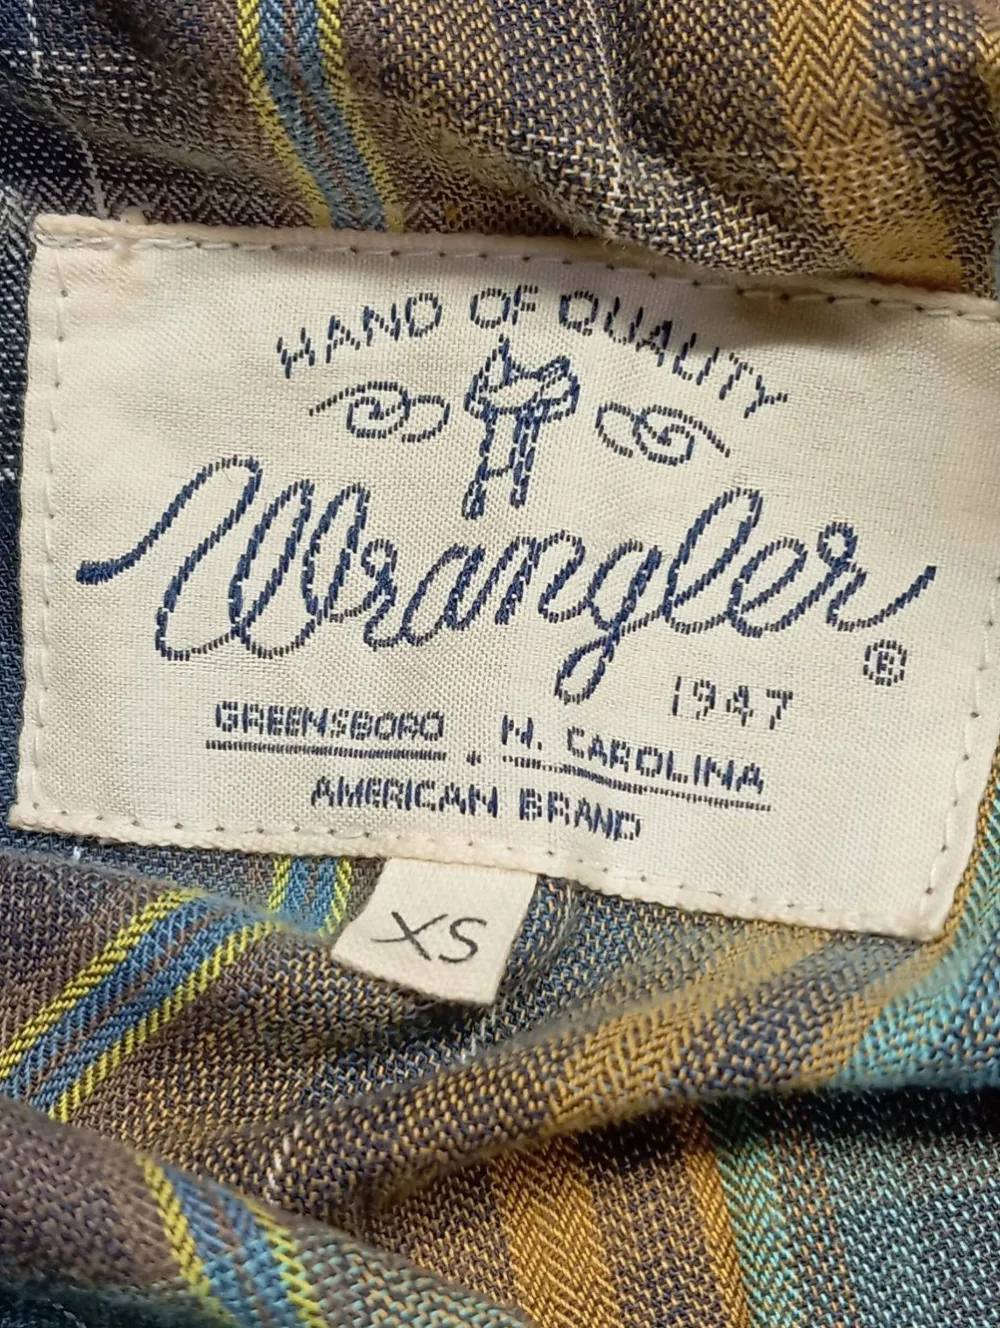 HAND OF QUALITY
Wrangler®
1947
GREENSBORO . N. CAROLINA
AMERICAN BRAND
XS